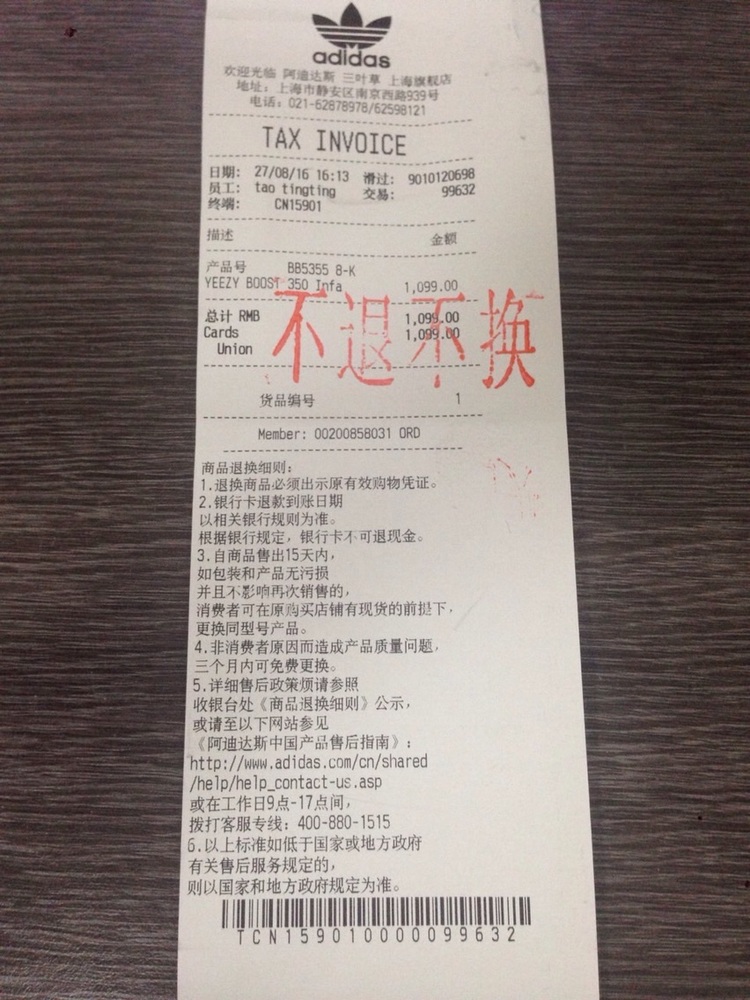 adidas
欢迎光临 阿迪达斯 三叶草 上海旗舰店
地址：上海市静安区南京西路939号
电话：021-62878978/62598121
TAX INVOICE
日期： 27/08/16 16:13 滑过： 9010120698
员工： tao tingting 交易： 99632
终端： CN15901
描述 金额
产品号 BB5355 8-K
YEEZY BOOST 350 Infa 1,099.00
总计 RMB 1,099.00
Cards 1,099.00
Union
不退不换
货品编号 1
Member: 00200858031 ORD
商品退换细则：
1.退换商品必须出示原有效购物凭证。
2.银行卡退款到账日期
以相关银行规则为准。
根据银行规定，银行卡不可退现金。
3.自商品售出15天内，
如包装和产品无污损
并且不影响再次销售的，
消费者可在原购买店铺有现货的前提下，
更换同型号产品。
4.非消费者原因而造成产品质量问题，
三个月内可免费更换。
5.详细售后政策烦请参照
收银台处《商品退换细则》公示，
或请至以下网站参见
《阿迪达斯中国产品售后指南》：
http://www.adidas.com/cn/shared
/help/help_contact-us.asp
或在工作日9点-17点间，
拨打客服专线：400-880-1515
6.以上标准如低于国家或地方政府
有关售后服务规定的，
则以国家和地方政府规定为准。
TCN159010000099632